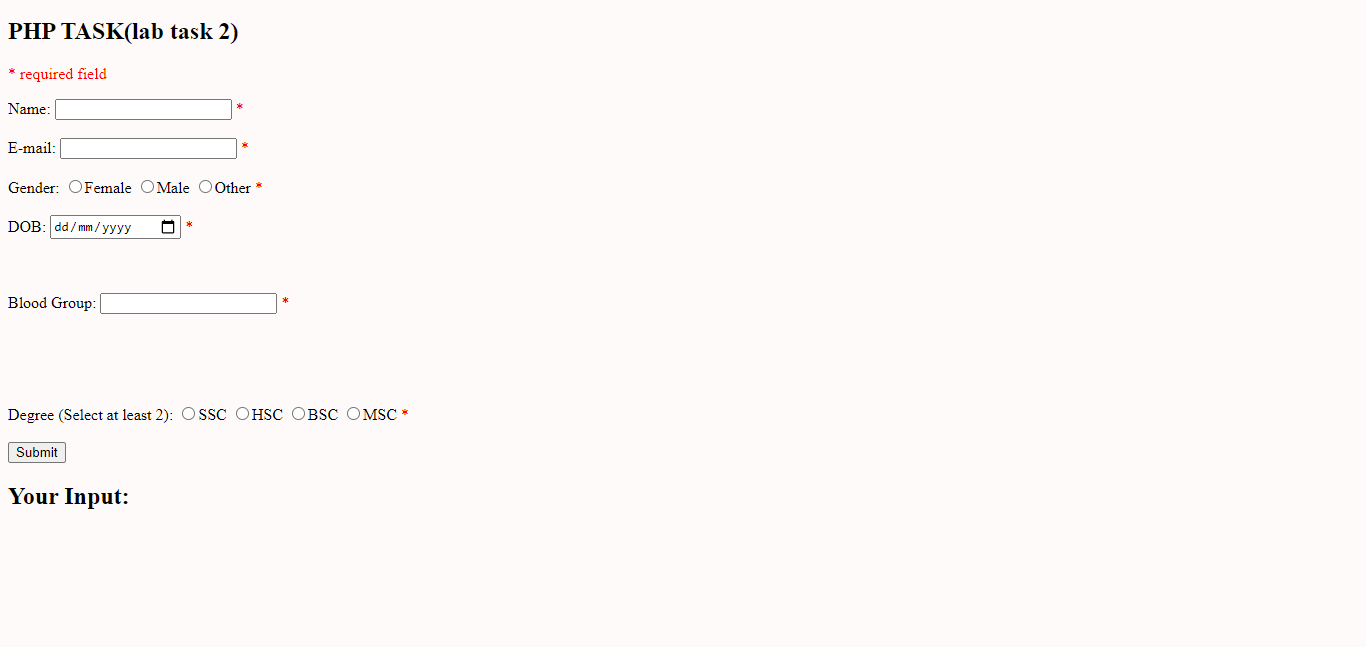 PHP TASK(lab task 2)
* required field
Name: *
E-mail: *
Gender: Female Male Other *
DOB: dd/mm/yyyy *
Blood Group: *
Degree (Select at least 2): SSC HSC BSC MSC *
Submit
Your Input: